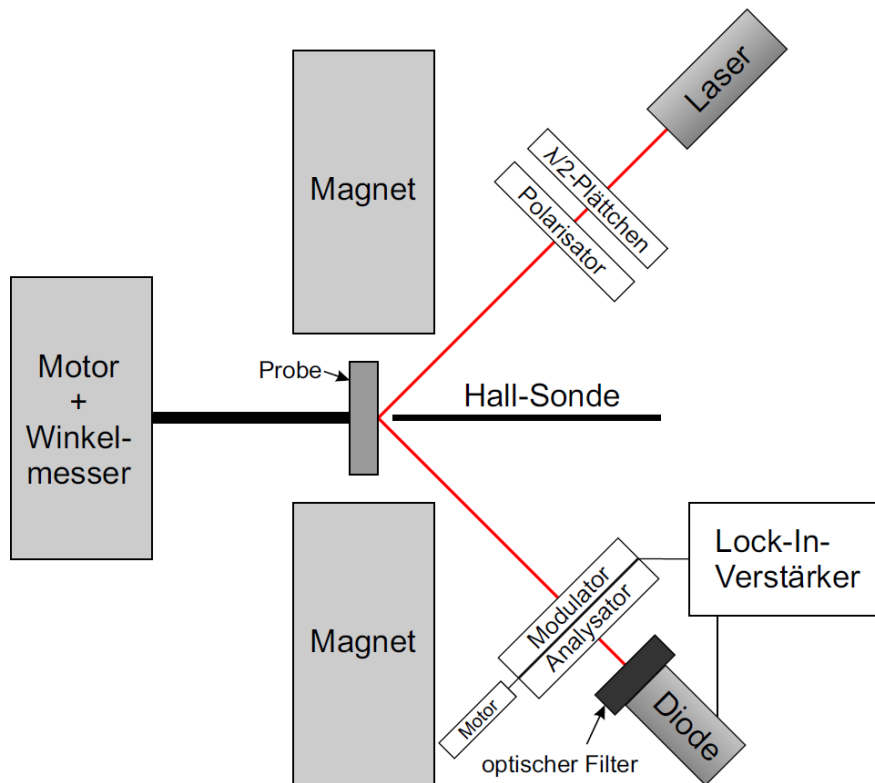 Laser
λ/2-Plättchen
Polarisator
Magnet
Probe
Hall-Sonde
Motor
+
Winkel-
messer
Lock-In-
Verstärker
Modulator
Analysator
Magnet
Motor
Diode
optischer Filter